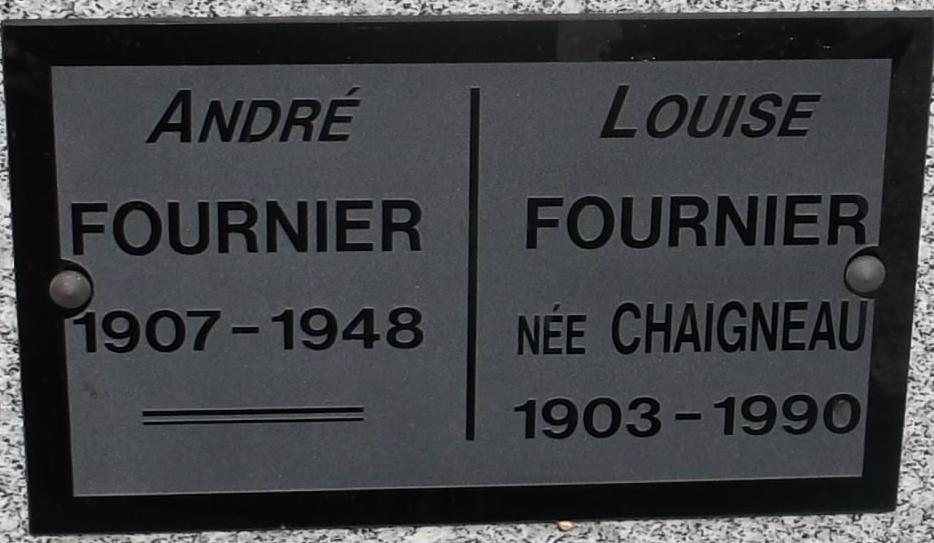 ANDRÉ
FOURNIER
1907-1948
LOUISE
FOURNIER
NÉE CHAIGNEAU
1903-1990